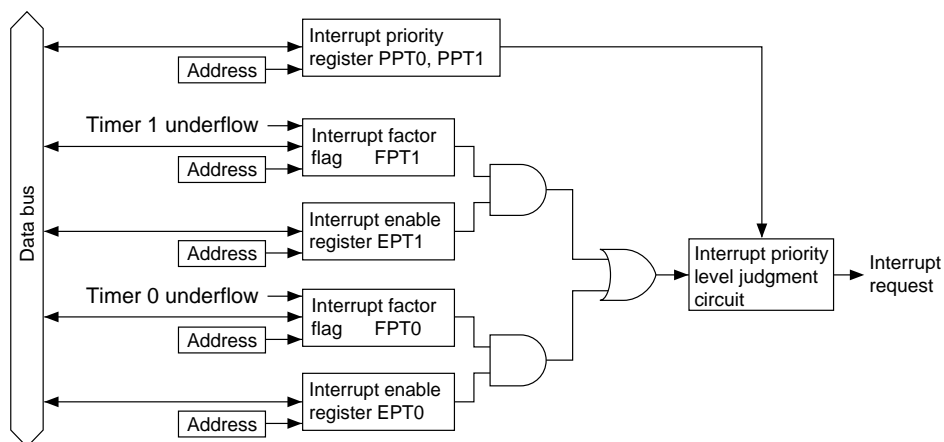 Interrupt priority
register PPT0, PPT1
Address
Timer 1 underflow
Interrupt factor
flag FPT1
Address
Interrupt enable
register EPT1
Address
Data bus
Interrupt priority
level judgment
circuit
Interrupt
request
Timer 0 underflow
Interrupt factor
flag FPT0
Address
Interrupt enable
register EPT0
Address